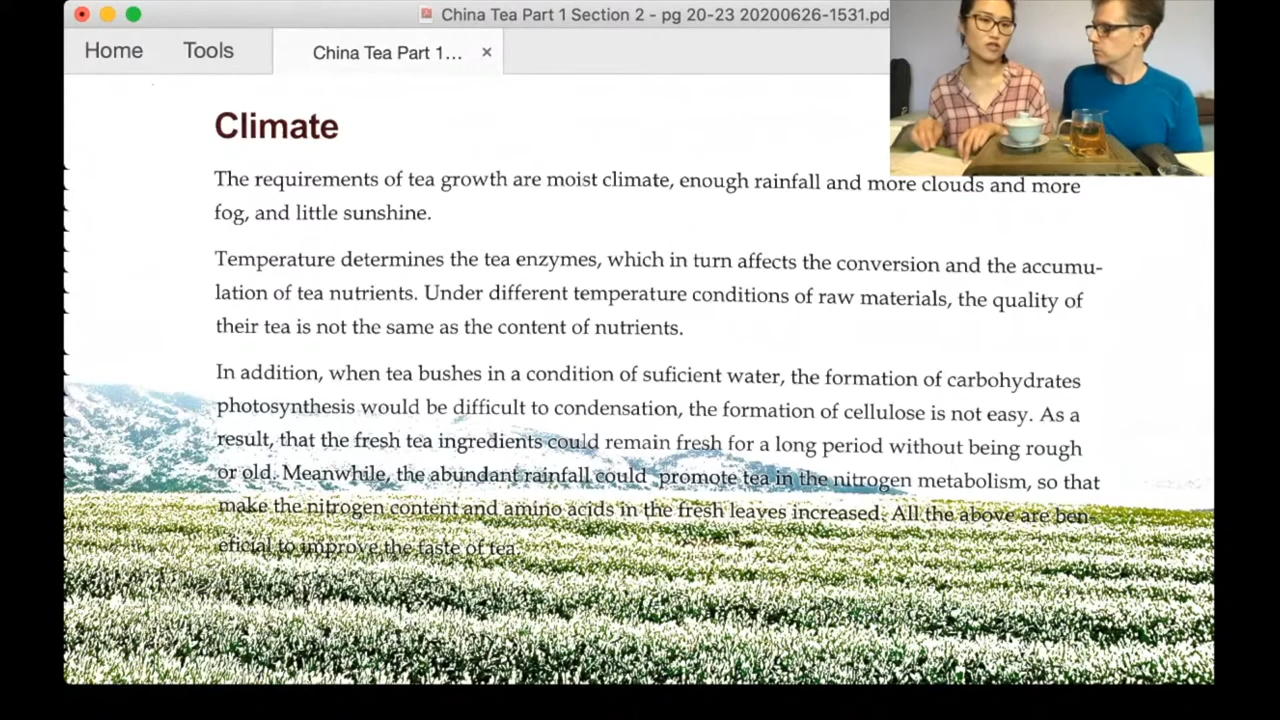 China Tea Part 1 Section 2 - pg 20-23 20200626-1531.pd
Home
Tools
China Tea Part 1...
Climate
The requirements of tea growth are moist climate, enough rainfall and more clouds and more
fog, and little sunshine.
Temperature determines the tea enzymes, which in turn affects the conversion and the accumu-
lation of tea nutrients. Under different temperature conditions of raw materials, the quality of
their tea is not the same as the content of nutrients.
In addition, when tea bushes in a condition of suficient water, the formation of carbohydrates
photosynthesis would be difficult to condensation, the formation of cellulose is not easy. As a
result, that the fresh tea ingredients could remain fresh for a long period without being rough
or old. Meanwhile, the abundant rainfall could promote tea in the nitrogen metabolism, so that
make the nitrogen content and amino acids in the fresh leaves increased. All the above are ben-
eficial to improve the taste of tea.